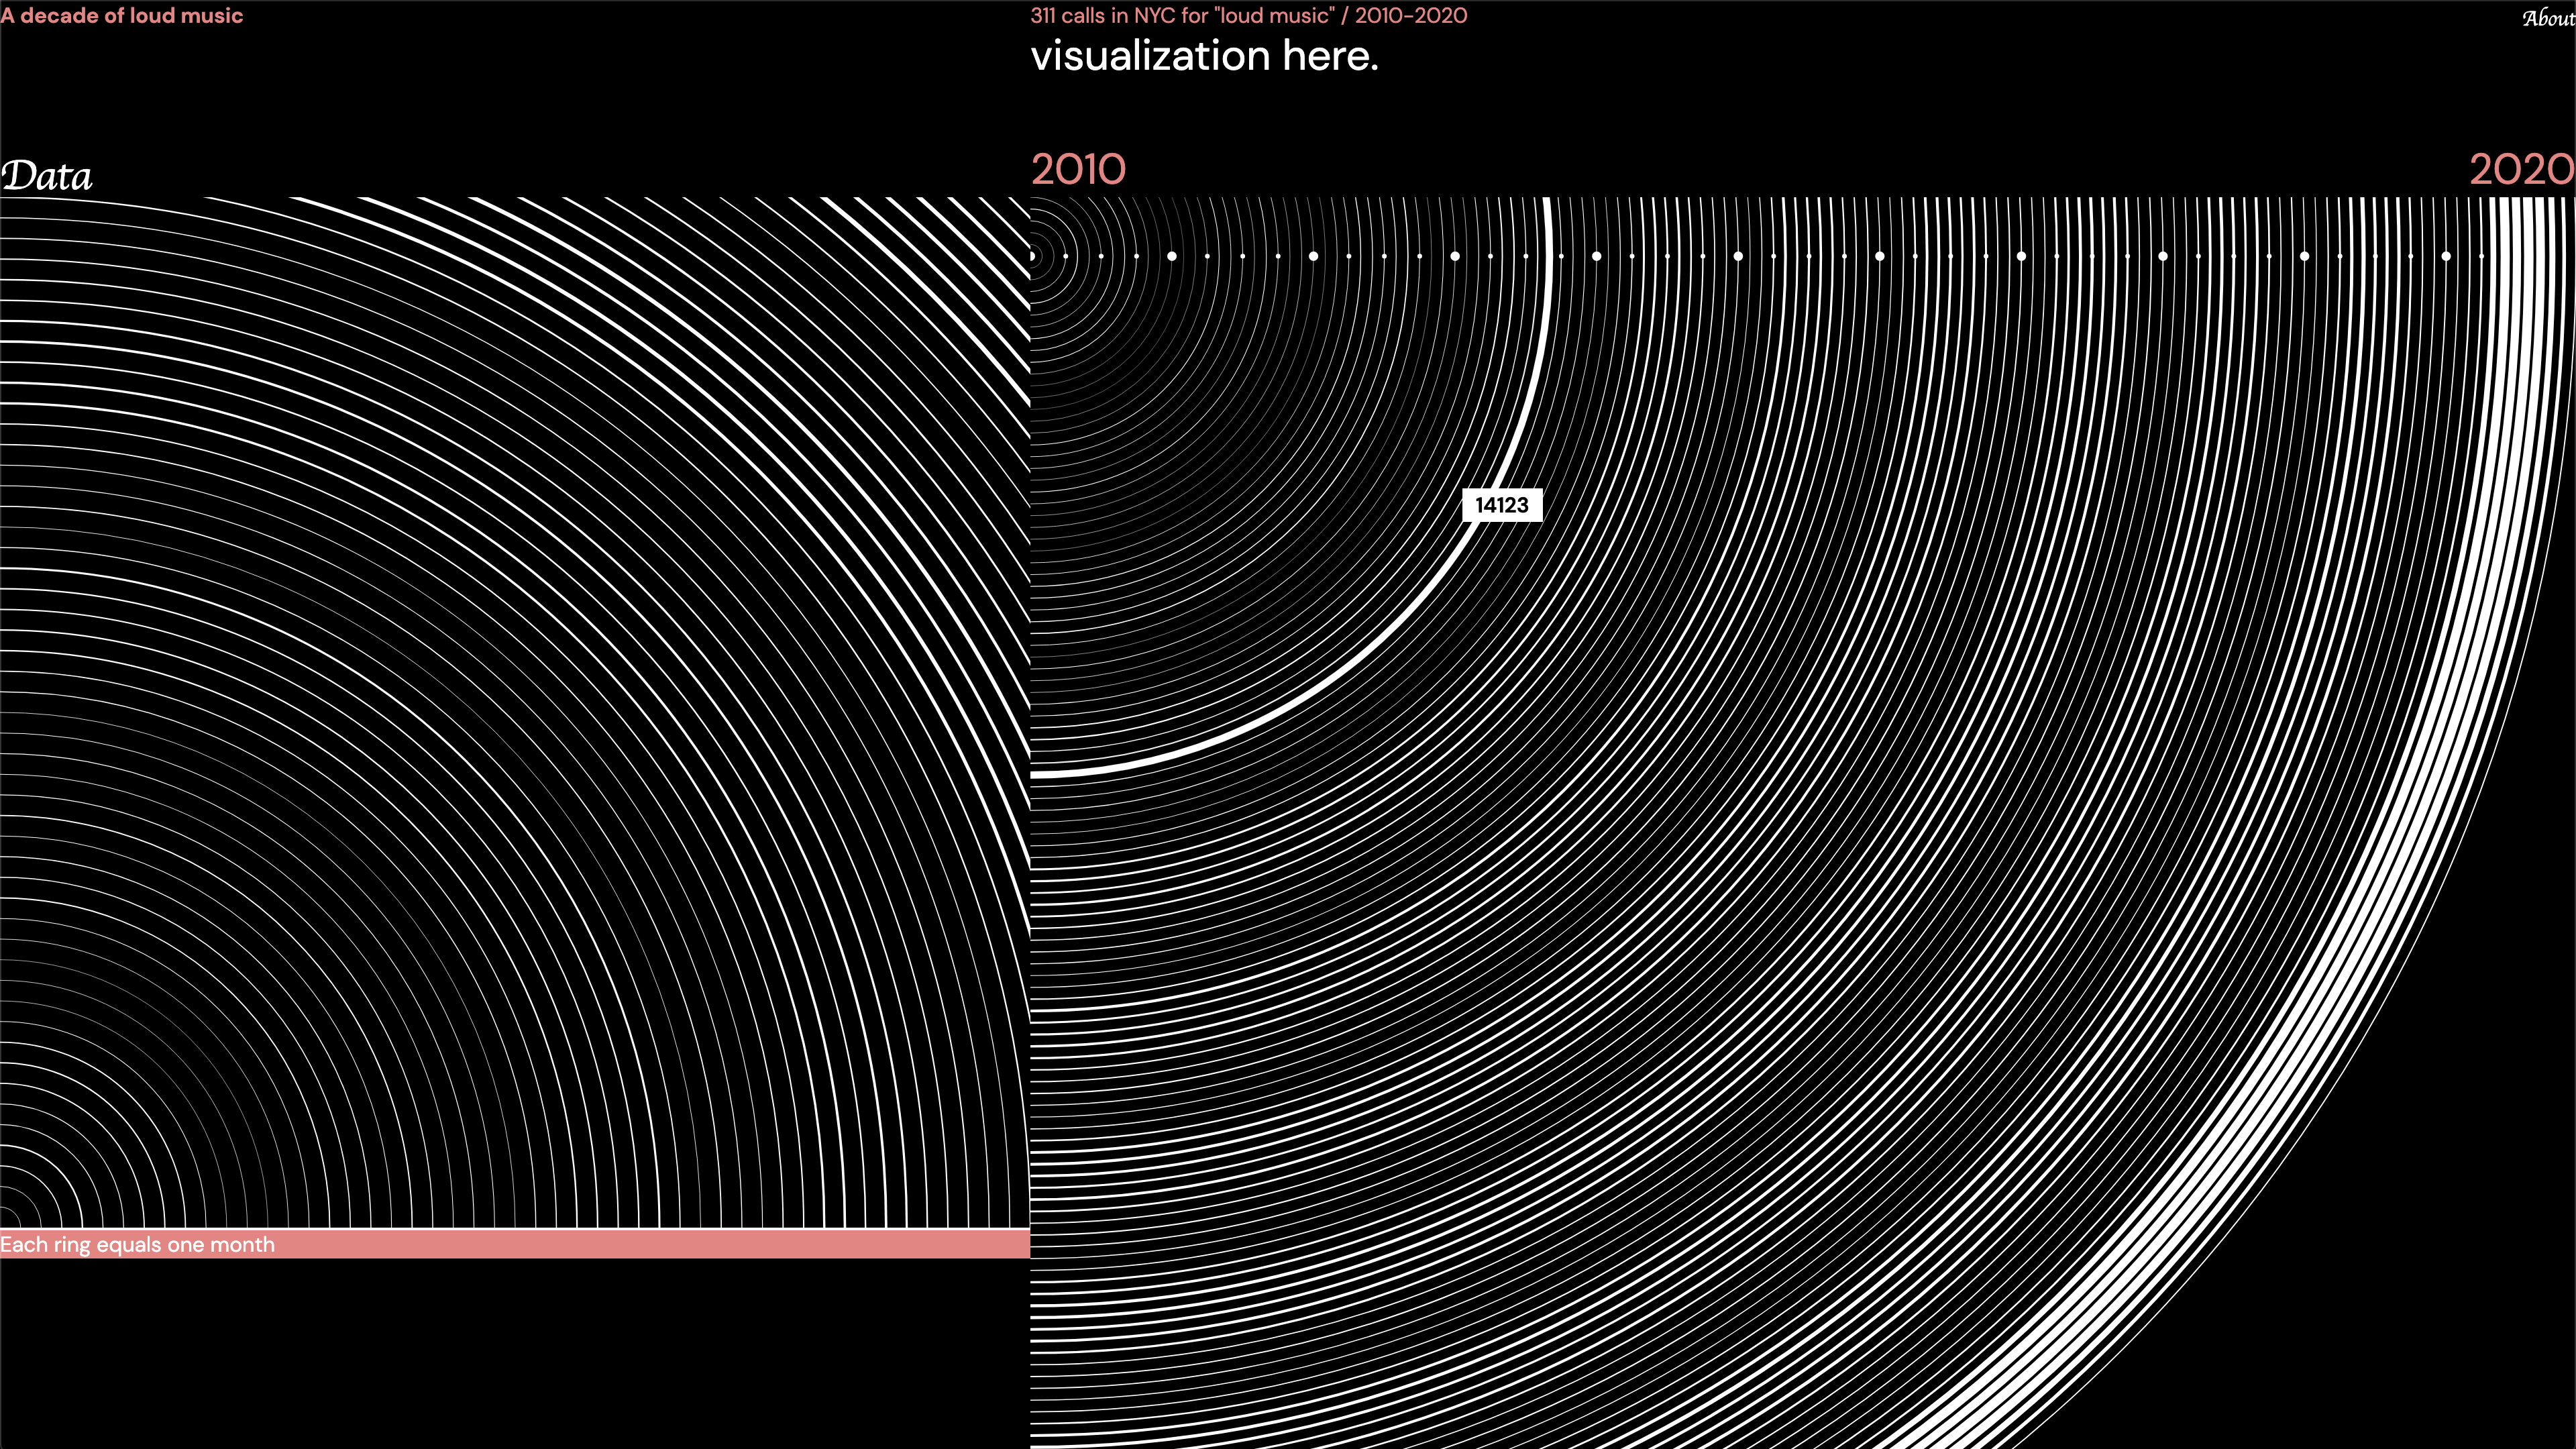 A decade of loud music
311 calls in NYC for "loud music" / 2010-2020
About
visualization here.
Data
2010
2020
14123
Each ring equals one month